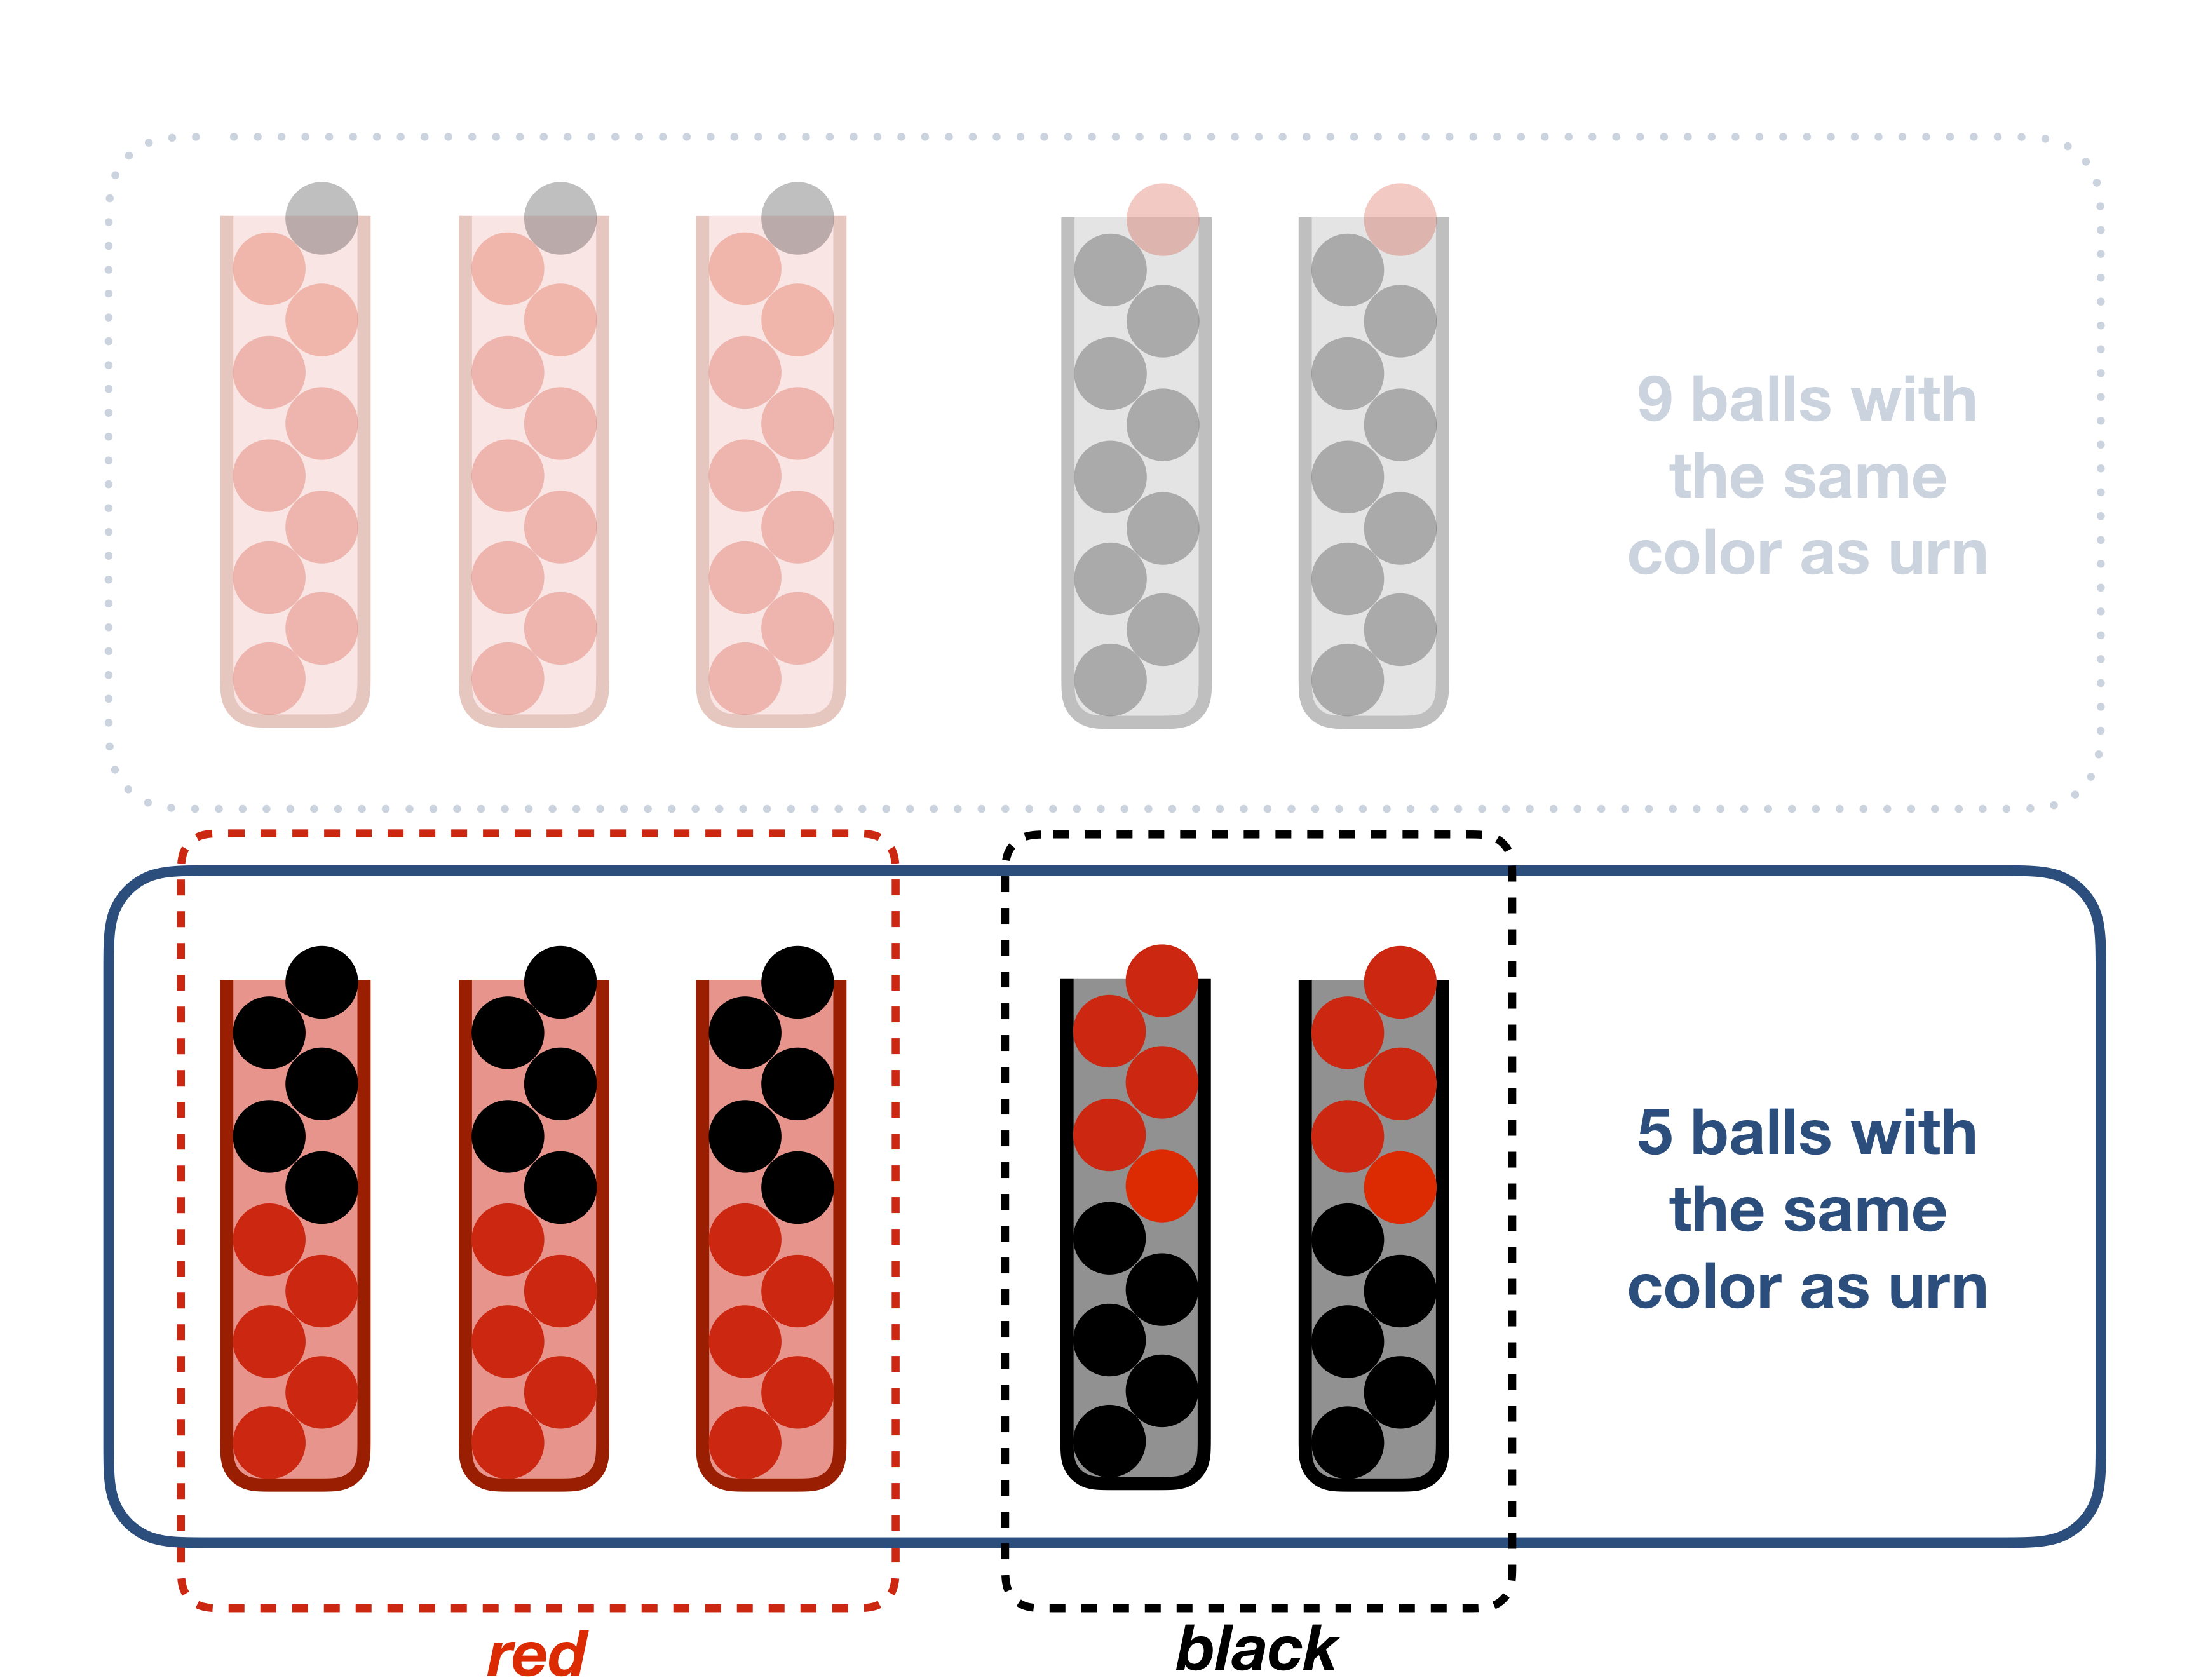 9 balls with
the same
color as urn
5 balls with
the same
color as urn
red
black